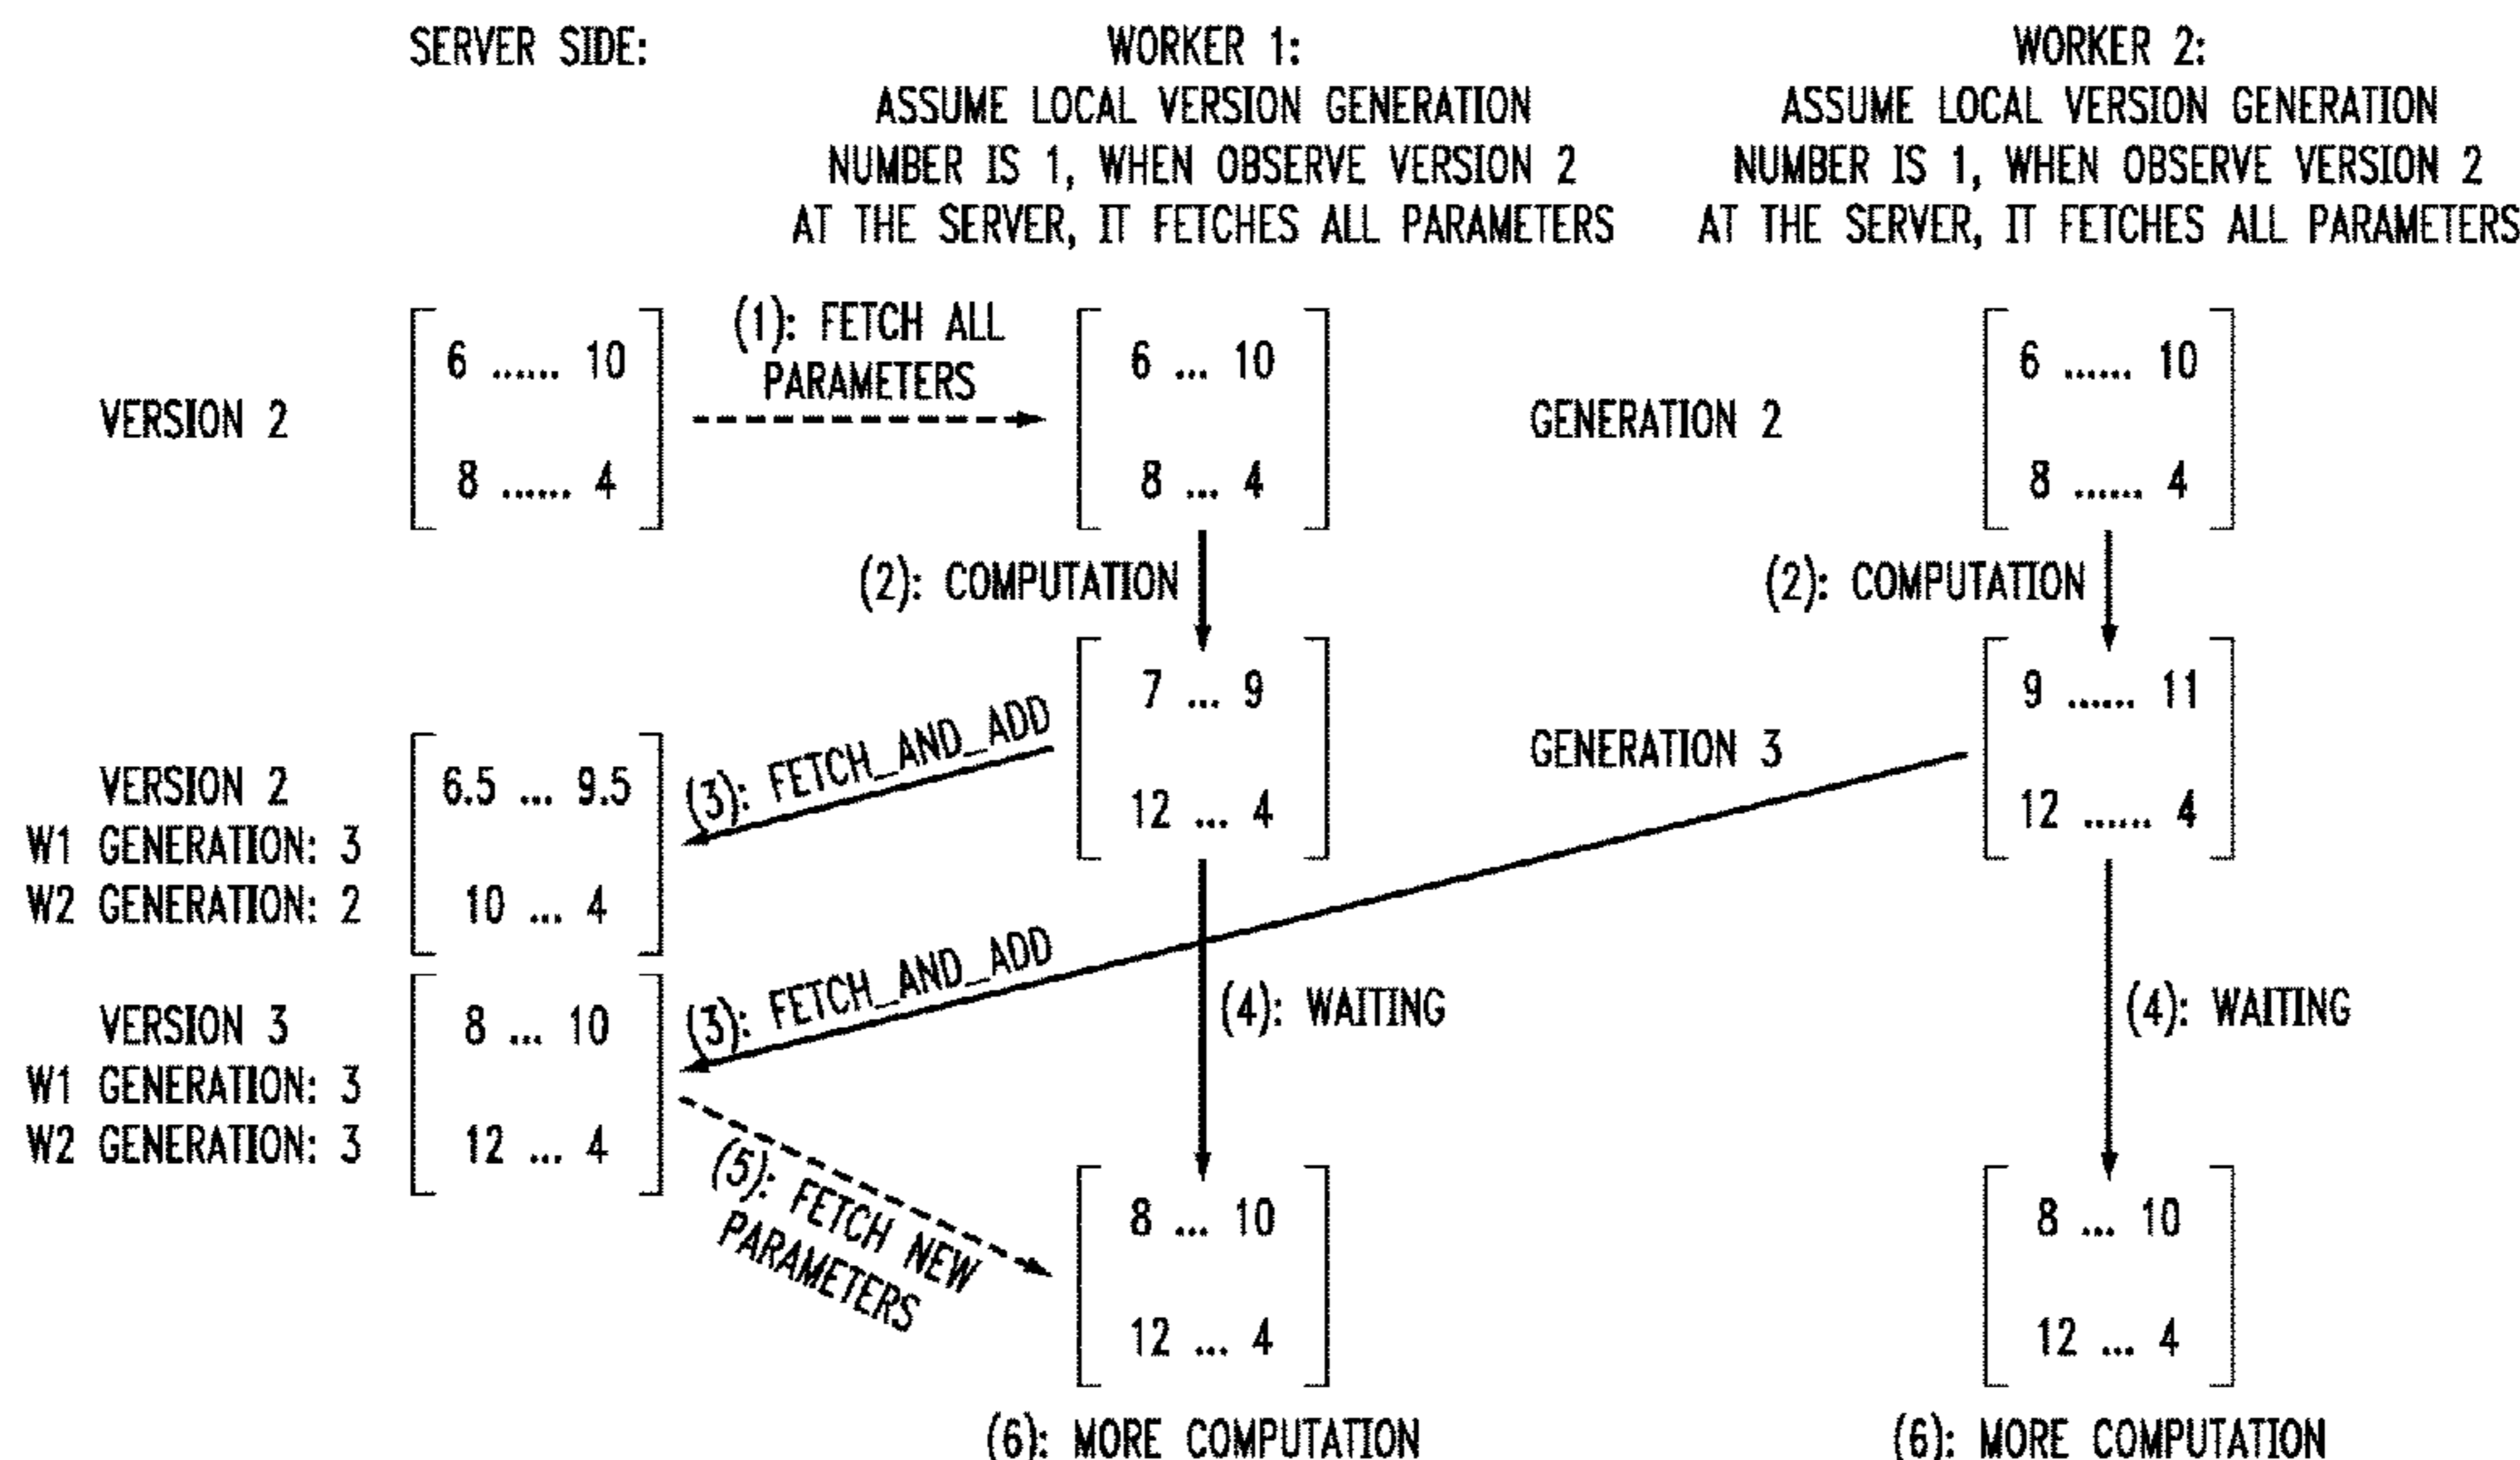 SERVER SIDE:
WORKER 1:
ASSUME LOCAL VERSION GENERATION
NUMBER IS 1, WHEN OBSERVE VERSION 2
AT THE SERVER, IT FETCHES ALL PARAMETERS
WORKER 2:
ASSUME LOCAL VERSION GENERATION
NUMBER IS 1, WHEN OBSERVE VERSION 2
AT THE SERVER, IT FETCHES ALL PARAMETERS
VERSION 2
6 ...... 10
8 ...... 4
(1): FETCH ALL
PARAMETERS
6 ... 10
8 ... 4
GENERATION 2
6 ...... 10
8 ...... 4
(2): COMPUTATION
(2): COMPUTATION
7 ... 9
12 ... 4
GENERATION 3
9 ...... 11
12 ...... 4
(3): FETCH_AND_ADD
VERSION 2
W1 GENERATION: 3
W2 GENERATION: 2
6.5 ... 9.5
10 ... 4
(3): FETCH_AND_ADD
VERSION 3
W1 GENERATION: 3
W2 GENERATION: 3
8 ... 10
12 ... 4
(4): WAITING
(4): WAITING
(5): FETCH NEW
PARAMETERS
8 ... 10
12 ... 4
8 ... 10
12 ... 4
(6): MORE COMPUTATION
(6): MORE COMPUTATION